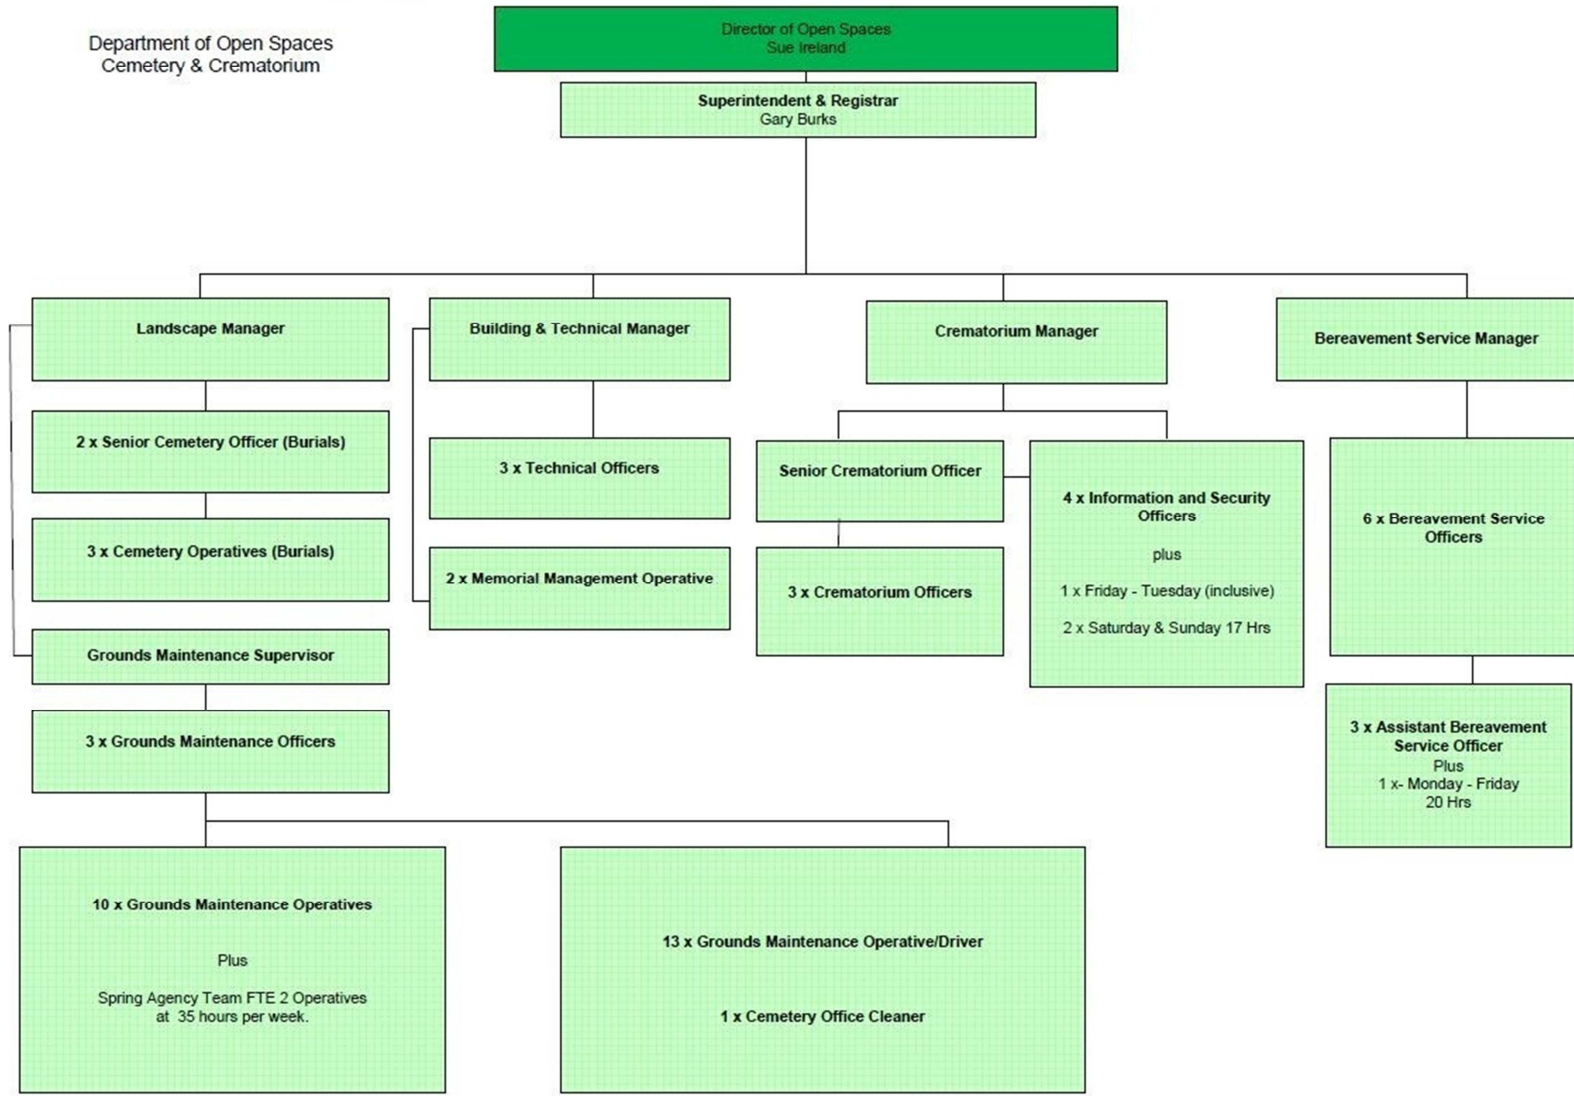 Department of Open Spaces
Cemetery & Crematorium
Director of Open Spaces
Sue Ireland
Superintendent & Registrar
Gary Burks
Landscape Manager
Building & Technical Manager
Crematorium Manager
Bereavement Service Manager
2 x Senior Cemetery Officer (Burials)
3 x Cemetery Operatives (Burials)
Grounds Maintenance Supervisor
3 x Grounds Maintenance Officers
3 x Technical Officers
2 x Memorial Management Operative
Senior Crematorium Officer
3 x Crematorium Officers
4 x Information and Security
Officers
plus
1 x Friday - Tuesday (inclusive)
2 x Saturday & Sunday 17 Hrs
6 x Bereavement Service
Officers
3 x Assistant Bereavement
Service Officer
Plus
1 x- Monday - Friday
20 Hrs
10 x Grounds Maintenance Operatives
Plus
Spring Agency Team FTE 2 Operatives
at 35 hours per week.
13 x Grounds Maintenance Operative/Driver
1 x Cemetery Office Cleaner